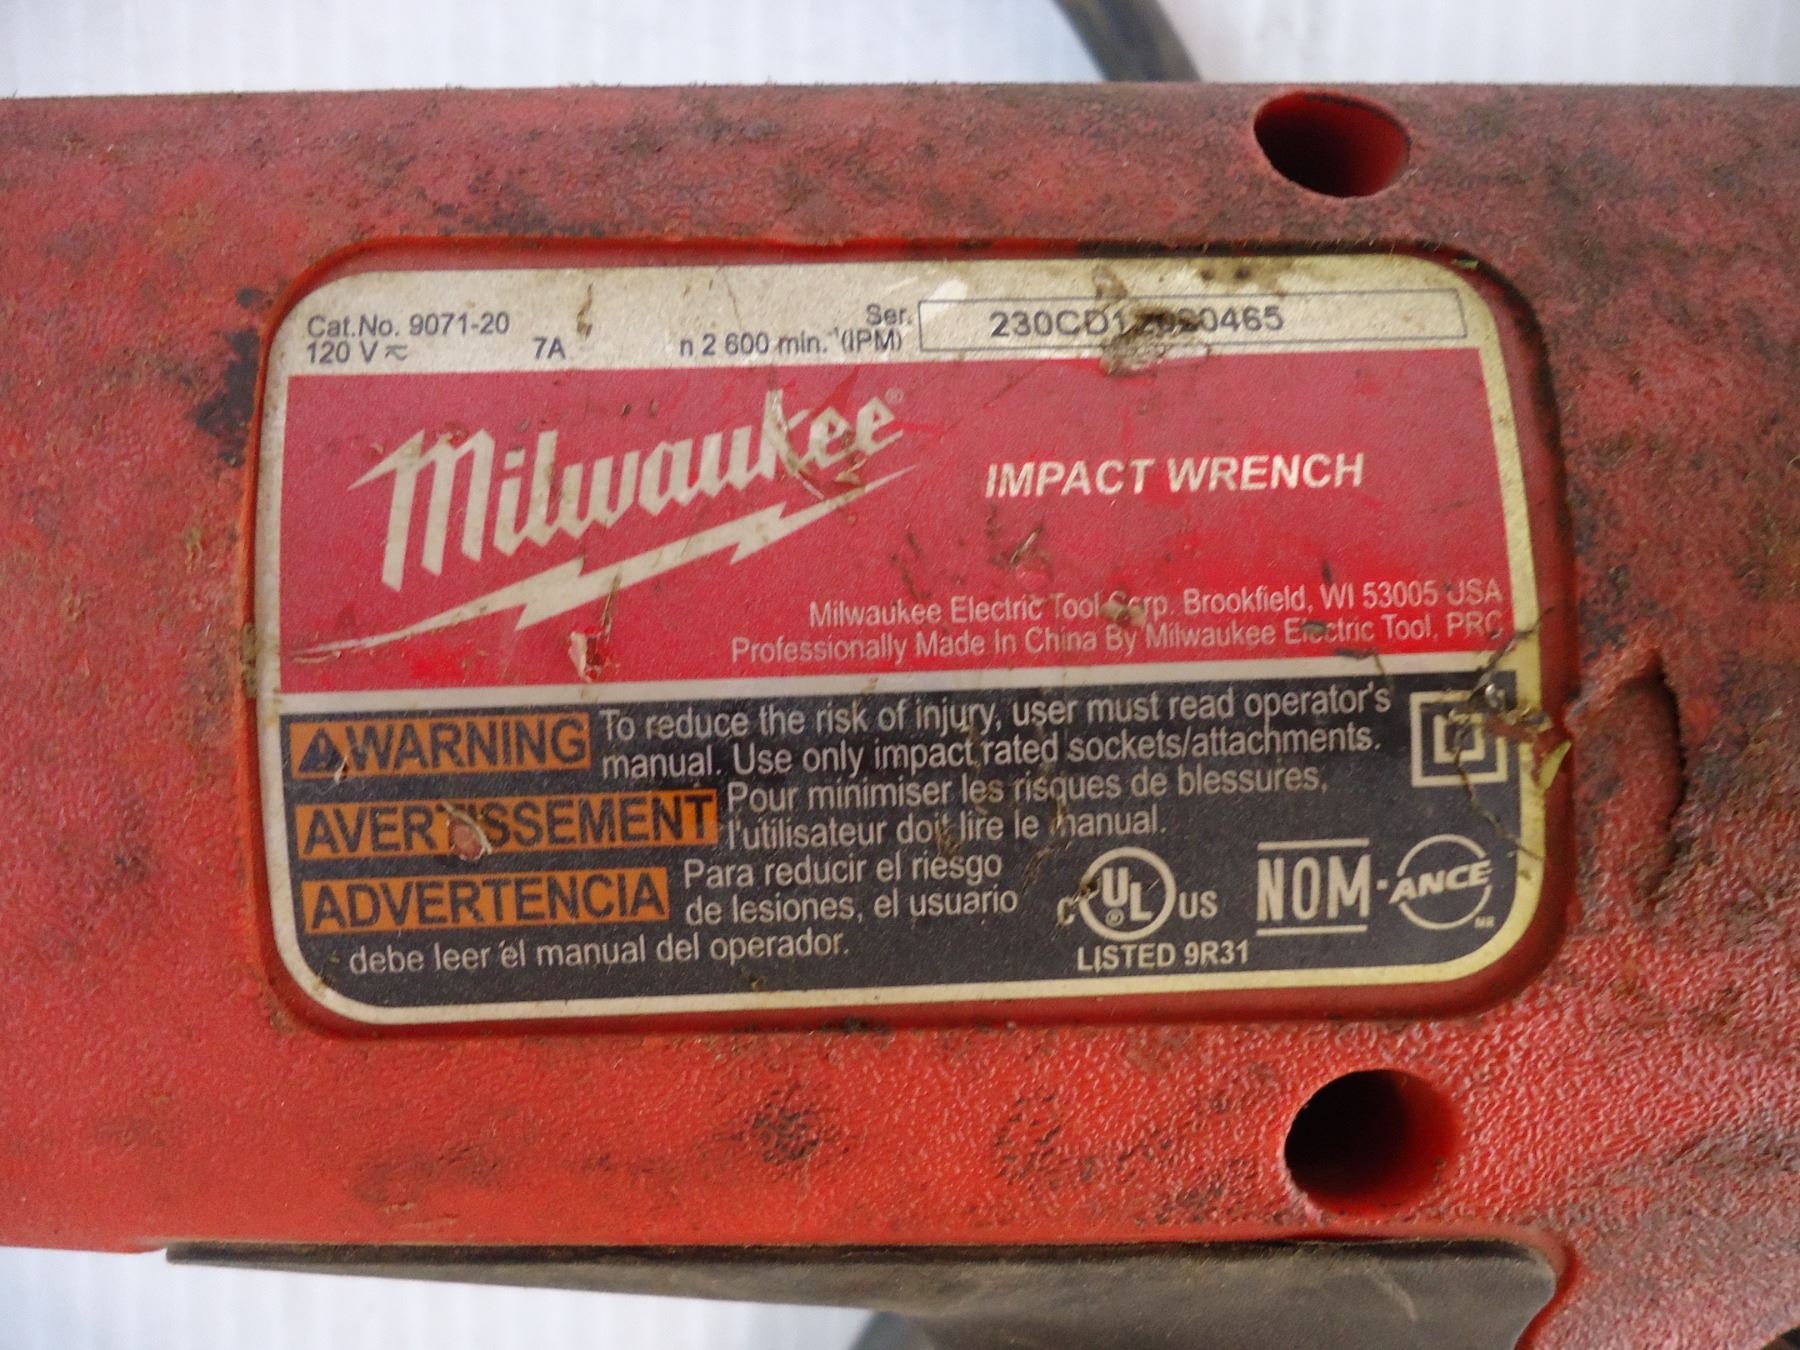 Cat.No. 9071-20
120 V 7A n 2 600 min.⁻¹(IPM) Ser.
Milwaukee®
IMPACT WRENCH
Milwaukee Electric Tool Corp. Brookfield, WI 53005 USA
Professionally Made In China By Milwaukee Electric Tool, PRC
WARNING To reduce the risk of injury, user must read operator's
manual. Use only impact rated sockets/attachments.
AVERTISSEMENT Pour minimiser les risques de blessures,
l'utilisateur doit lire le manual.
ADVERTENCIA Para reducir el riesgo
de lesiones, el usuario
debe leer el manual del operador.
C UL® US
LISTED 9R31
NOM-ANCE
MR